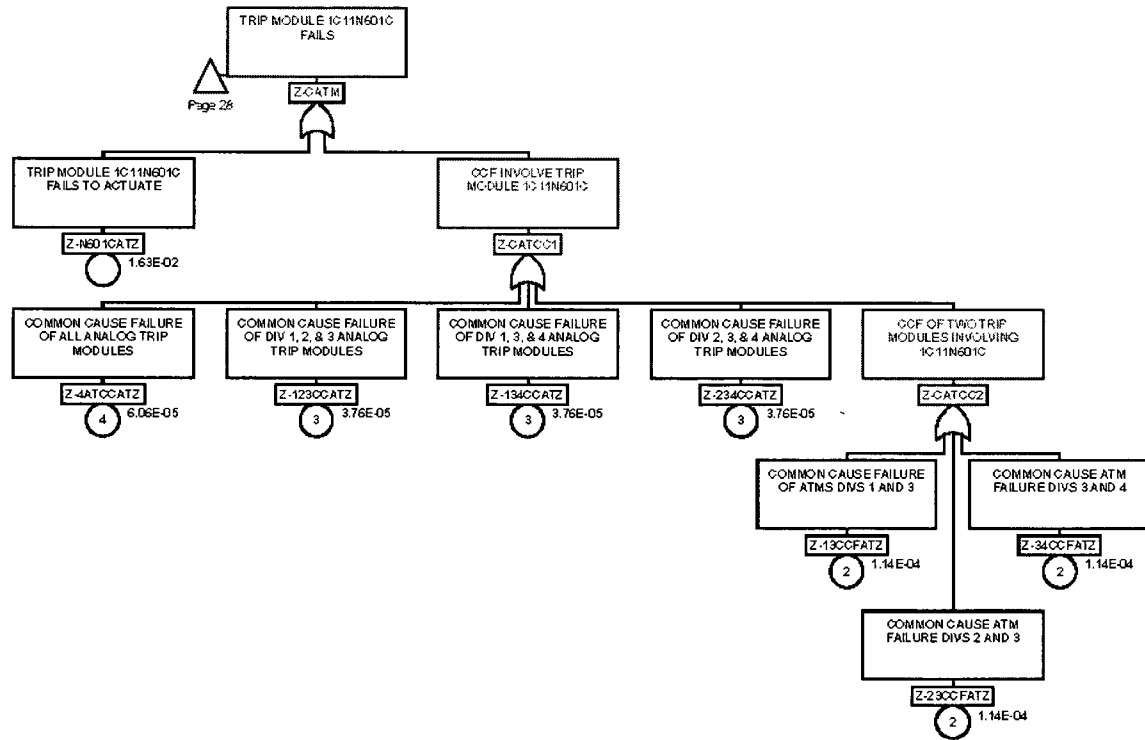 TRIP MODULE 1C11N601C
FAILS
Page 28
Z-CATM
TRIP MODULE 1C11N601C
FAILS TO ACTUATE
CCF INVOLVE TRIP
MODULE 1C11N601C
Z-N601CATZ
1.63E-02
Z-CATCC1
COMMON CAUSE FAILURE
OF ALL ANALOG TRIP
MODULES
COMMON CAUSE FAILURE
OF DIV 1, 2, & 3 ANALOG
TRIP MODULES
COMMON CAUSE FAILURE
OF DIV 1, 3, & 4 ANALOG
TRIP MODULES
COMMON CAUSE FAILURE
OF DIV 2, 3, & 4 ANALOG
TRIP MODULES
CCF OF TWO TRIP
MODULES INVOLVING
1C11N601C
Z-4ATCCATZ
6.06E-05
4
Z-123CCATZ
3.76E-05
3
Z-134CCATZ
3.76E-05
3
Z-234CCATZ
3.76E-05
3
Z-CATCC2
COMMON CAUSE FAILURE
OF ATMS DIVS 1 AND 3
COMMON CAUSE ATM
FAILURE DIVS 3 AND 4
Z-13CCFATZ
1.14E-04
2
Z-34CCFATZ
1.14E-04
2
COMMON CAUSE ATM
FAILURE DIVS 2 AND 3
Z-23CCFATZ
1.14E-04
2